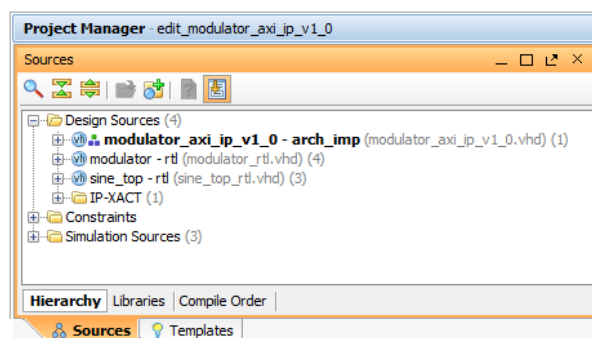 Project Manager - edit_modulator_axi_ip_v1_0
Sources
Design Sources (4)
modulator_axi_ip_v1_0 - arch_imp (modulator_axi_ip_v1_0.vhd) (1)
modulator - rtl (modulator_rtl.vhd) (4)
sine_top - rtl (sine_top_rtl.vhd) (3)
IP-XACT (1)
Constraints
Simulation Sources (3)
Hierarchy Libraries Compile Order
Sources Templates